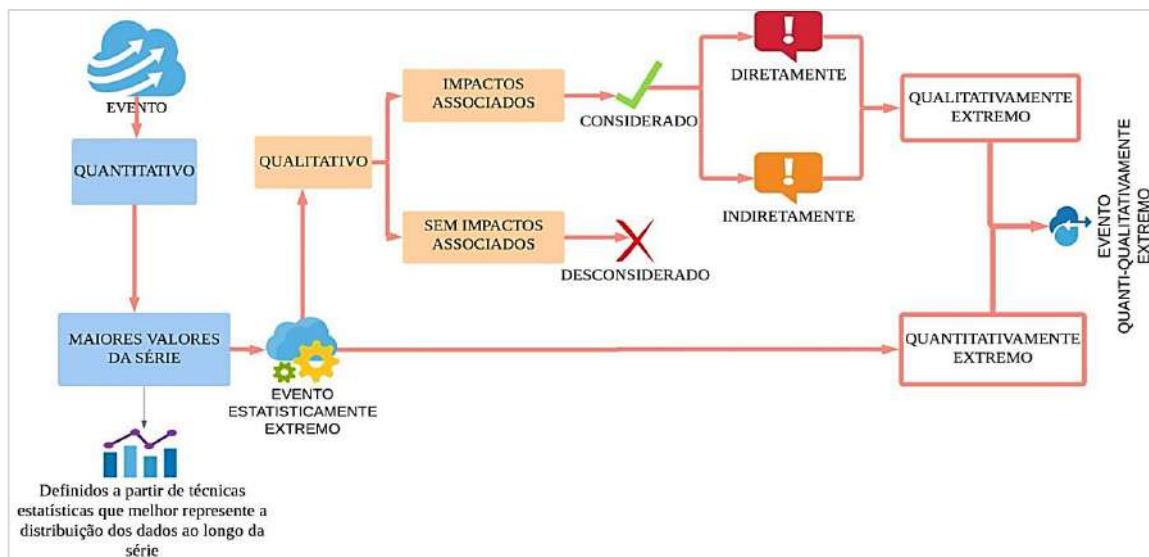 EVENTO
QUANTITATIVO
MAIORES VALORES
DA SÉRIE
Definidos a partir de técnicas
estatísticas que melhor represente a
distribuição dos dados ao longo da
série
EVENTO
ESTATISTICAMENTE
EXTREMO
QUALITATIVO
IMPACTOS
ASSOCIADOS
CONSIDERADO
SEM IMPACTOS
ASSOCIADOS
DESCONSIDERADO
DIRETAMENTE
INDIRETAMENTE
QUALITATIVAMENTE
EXTREMO
QUANTITATIVAMENTE
EXTREMO
EVENTO
QUANTI-QUALITATIVAMENTE
EXTREMO